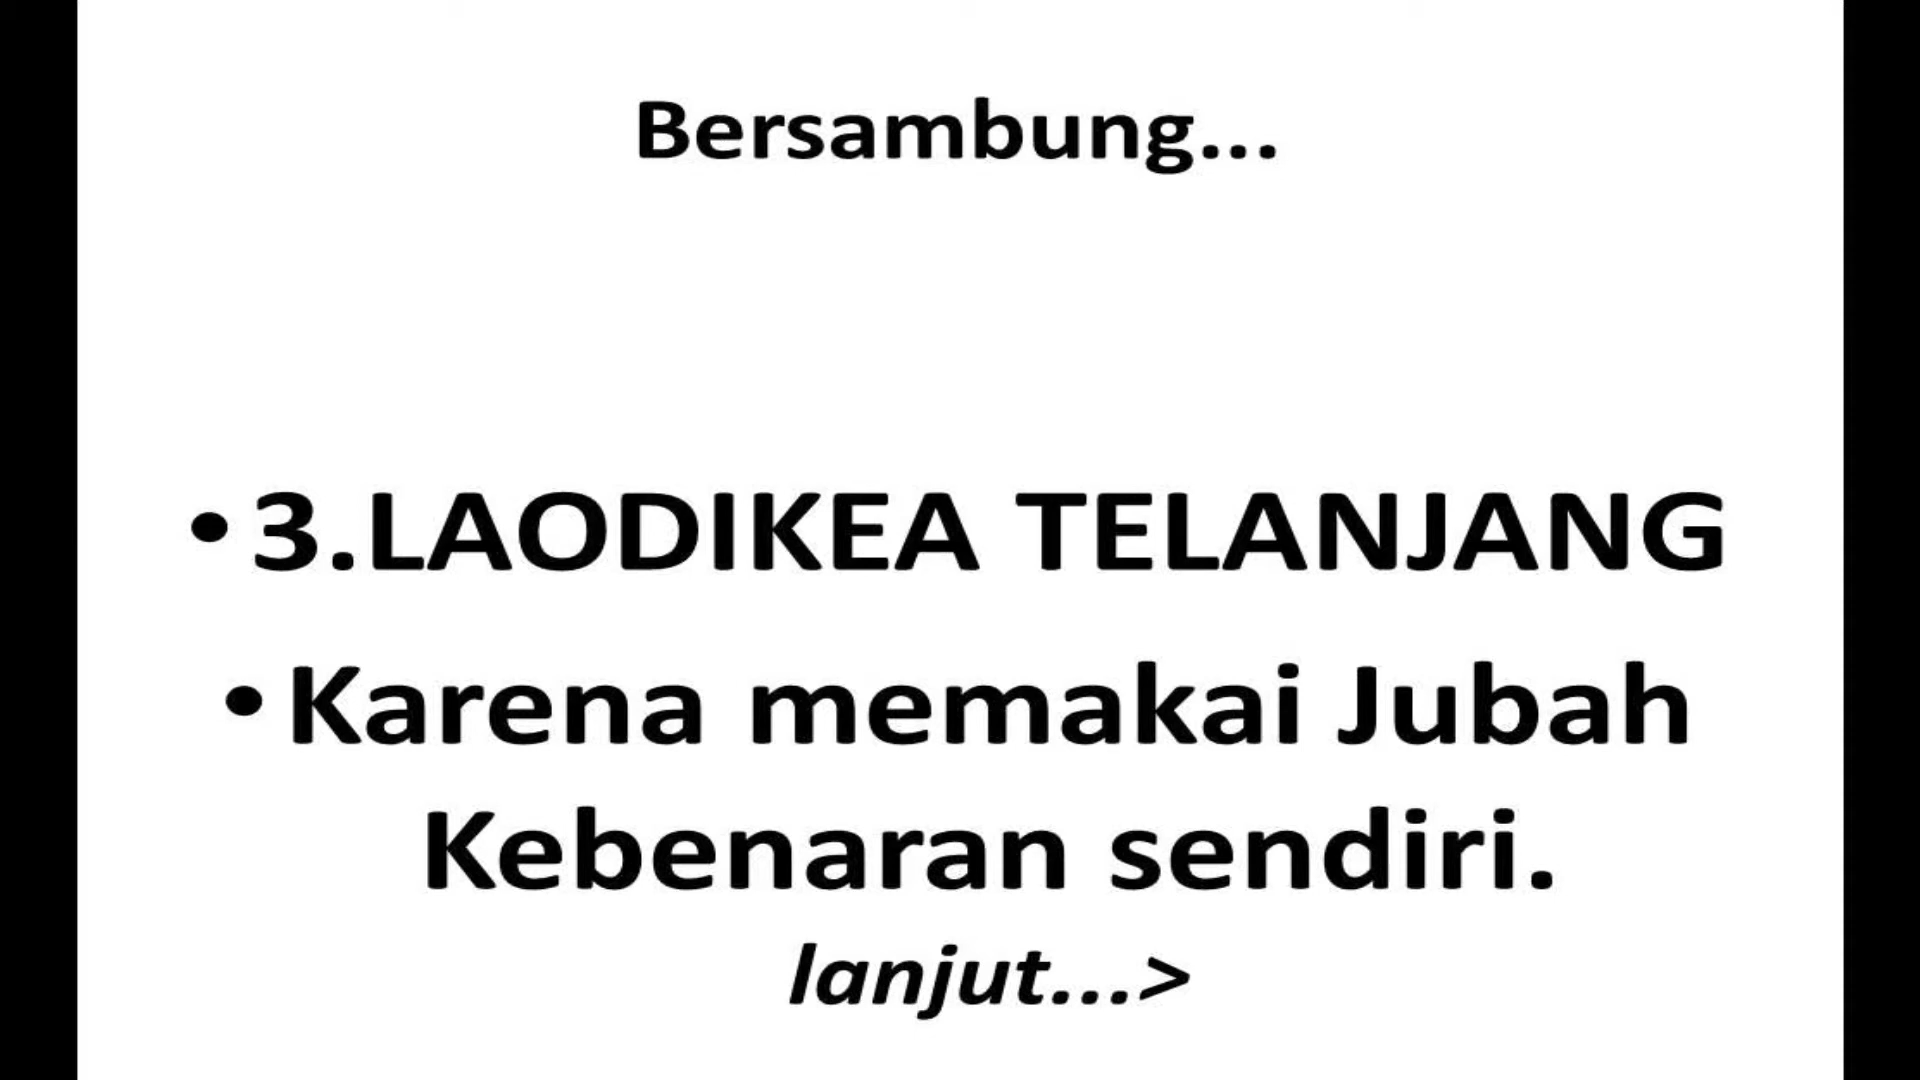 Bersambung...
• 3.LAODIKEA TELANJANG
• Karena memakai Jubah
Kebenaran sendiri.
lanjut...>